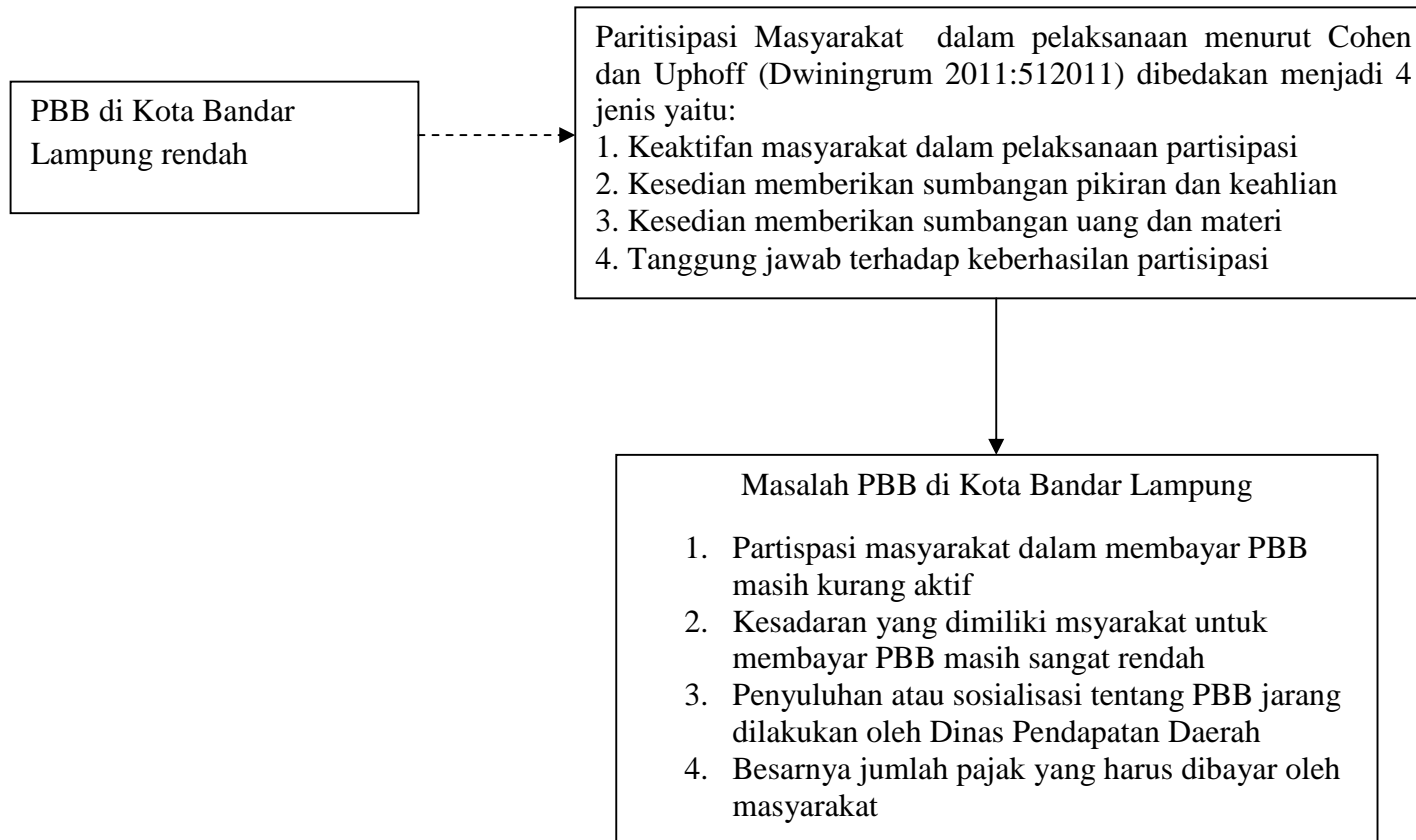 PBB di Kota Bandar
Lampung rendah
Paritisipasi Masyarakat dalam pelaksanaan menurut Cohen
dan Uphoff (Dwiningrum 2011:512011) dibedakan menjadi 4
jenis yaitu:
1. Keaktifan masyarakat dalam pelaksanaan partisipasi
2. Kesedian memberikan sumbangan pikiran dan keahlian
3. Kesedian memberikan sumbangan uang dan materi
4. Tanggung jawab terhadap keberhasilan partisipasi
Masalah PBB di Kota Bandar Lampung
1. Partispasi masyarakat dalam membayar PBB
masih kurang aktif
2. Kesadaran yang dimiliki msyarakat untuk
membayar PBB masih sangat rendah
3. Penyuluhan atau sosialisasi tentang PBB jarang
dilakukan oleh Dinas Pendapatan Daerah
4. Besarnya jumlah pajak yang harus dibayar oleh
masyarakat